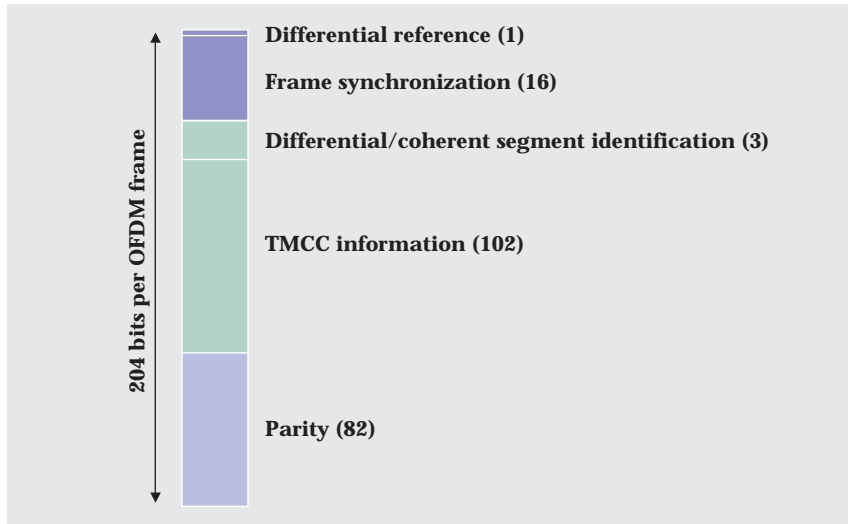 Differential reference (1)
Frame synchronization (16)
Differential/coherent segment identification (3)
TMCC information (102)
Parity (82)
204 bits per OFDM frame